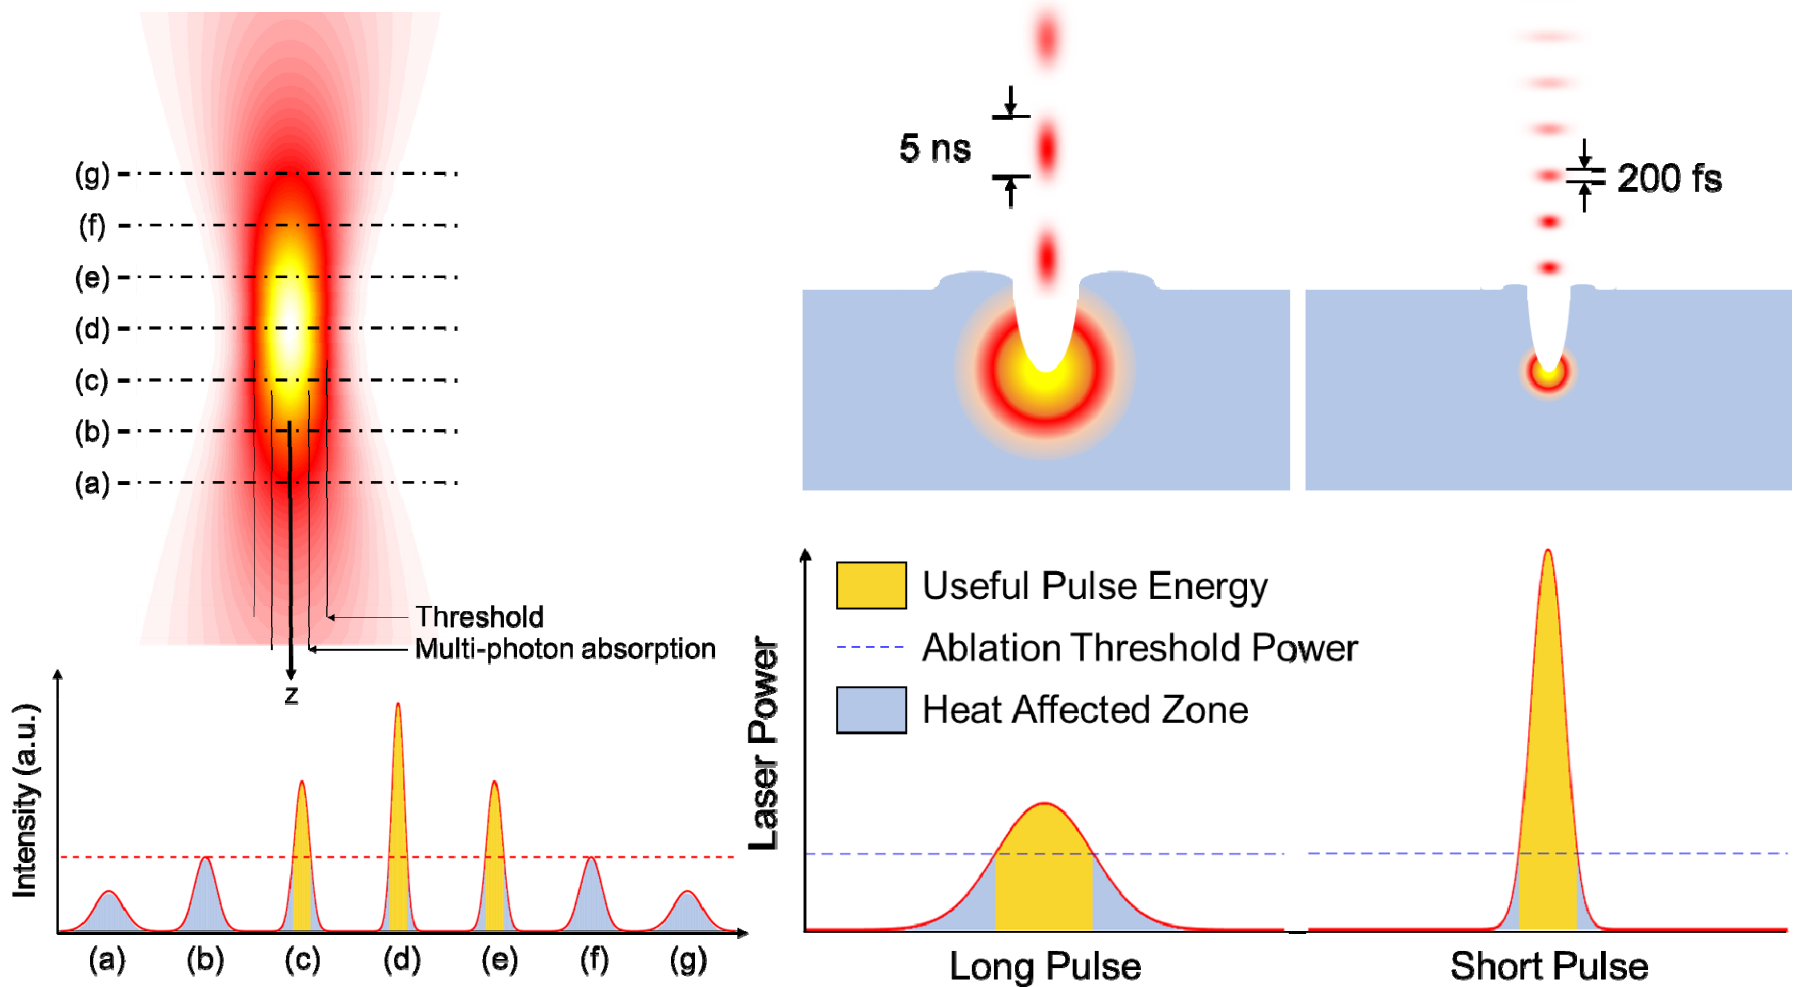 (g)
(f)
(e)
(d)
(c)
(b)
(a)
Threshold
Multi-photon absorption
z
Intensity (a.u.)
(a) (b) (c) (d) (e) (f) (g)
5 ns
200 fs
Useful Pulse Energy
Ablation Threshold Power
Heat Affected Zone
Laser Power
Long Pulse
Short Pulse